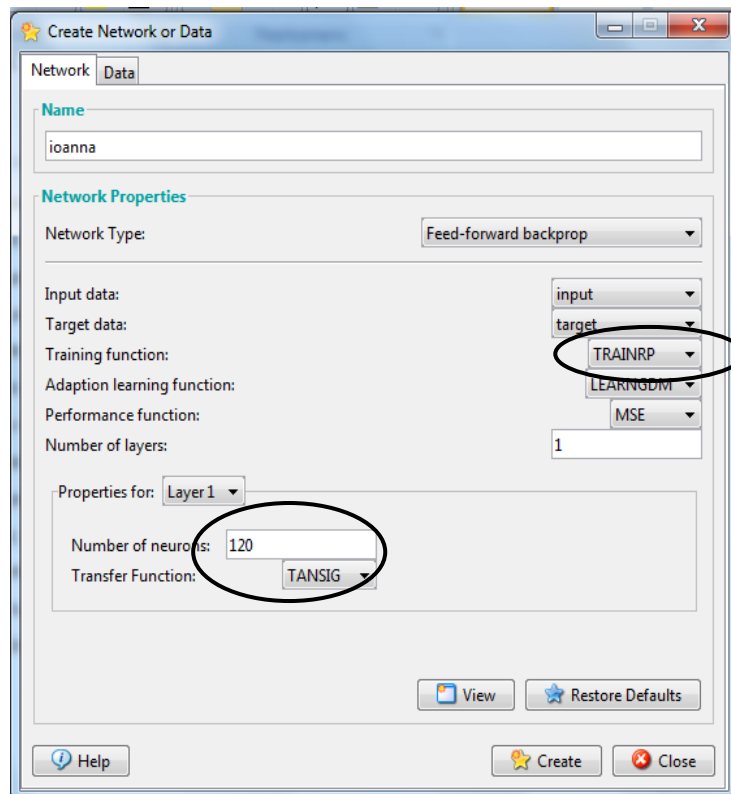 Create Network or Data
Network Data
Name
ioanna
Network Properties
Network Type: Feed-forward backprop
Input data: input
Target data: target
Training function: TRAINRP
Adaption learning function: LEARNGDM
Performance function: MSE
Number of layers: 1
Properties for: Layer 1
Number of neurons: 120
Transfer Function: TANSIG
View Restore Defaults
Help Create Close